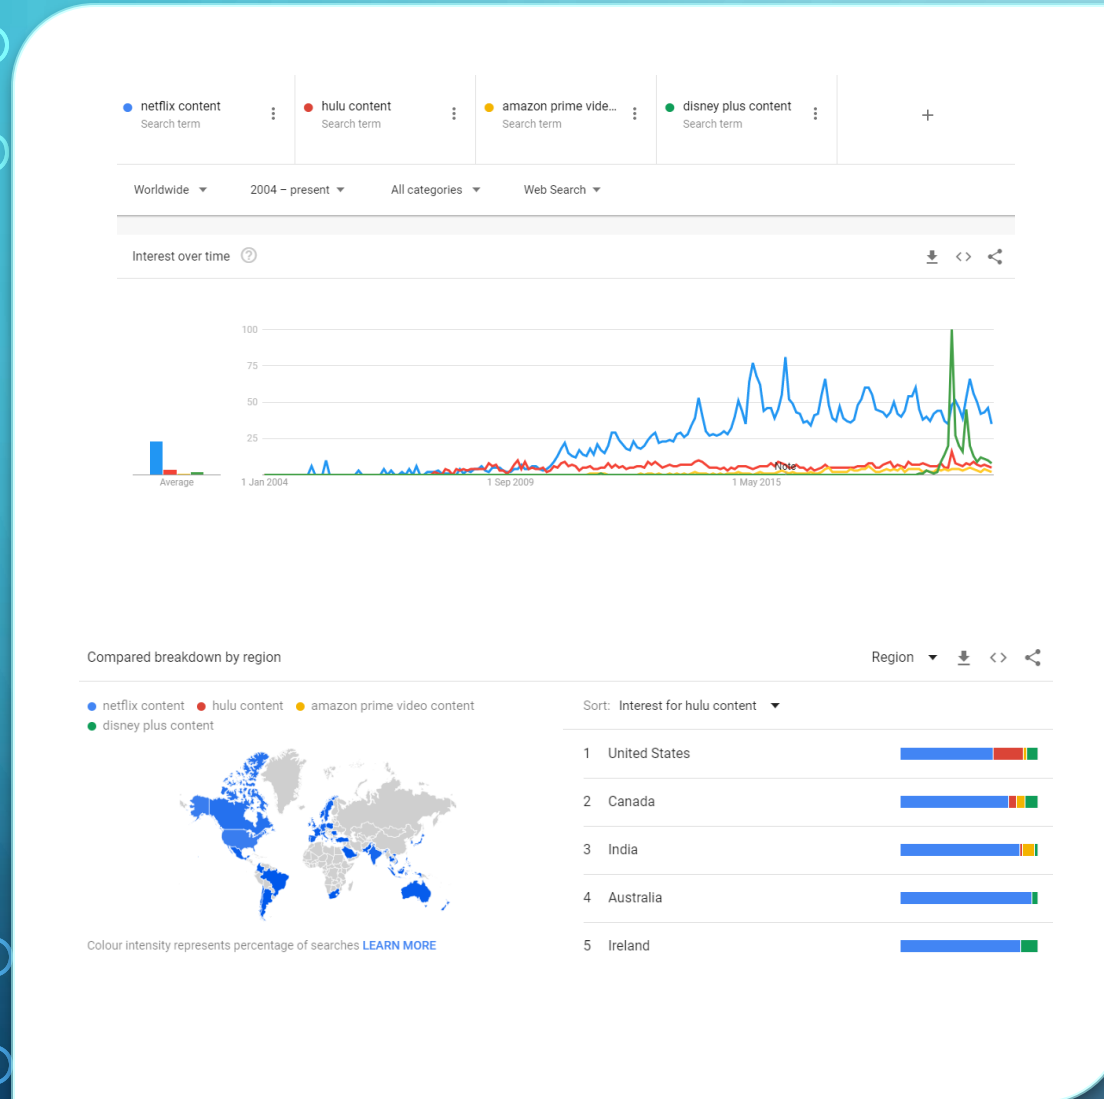 netflix content
Search term
hulu content
Search term
amazon prime vide...
Search term
disney plus content
Search term
Worldwide
2004 – present
All categories
Web Search
Interest over time
100
75
50
25
Note
Average
1 Jan 2004
1 Sep 2009
1 May 2015
Compared breakdown by region
Region
netflix content
hulu content
amazon prime video content
disney plus content
Colour intensity represents percentage of searches LEARN MORE
Sort: Interest for hulu content
1 United States
2 Canada
3 India
4 Australia
5 Ireland